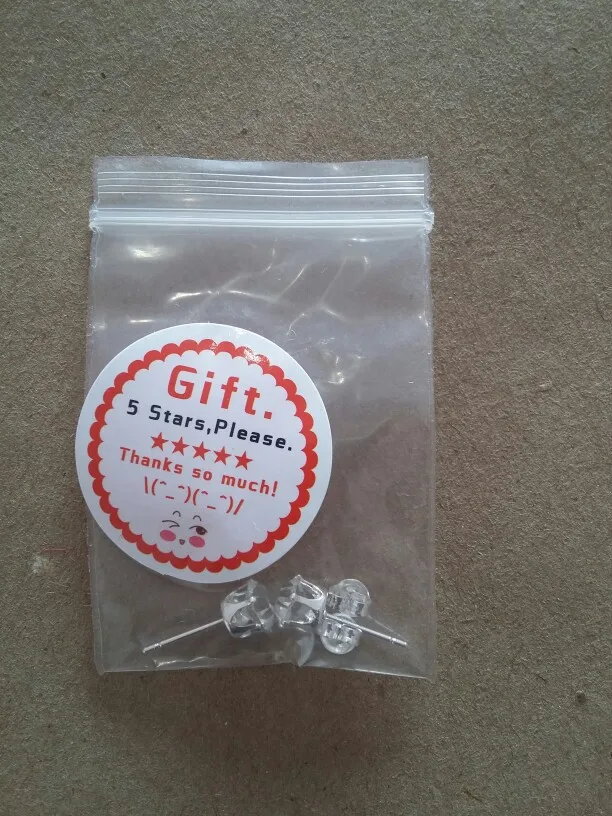 Gift.
5 Stars,Please.
★★★★★
Thanks so much!
\(^_^)(^_^)/